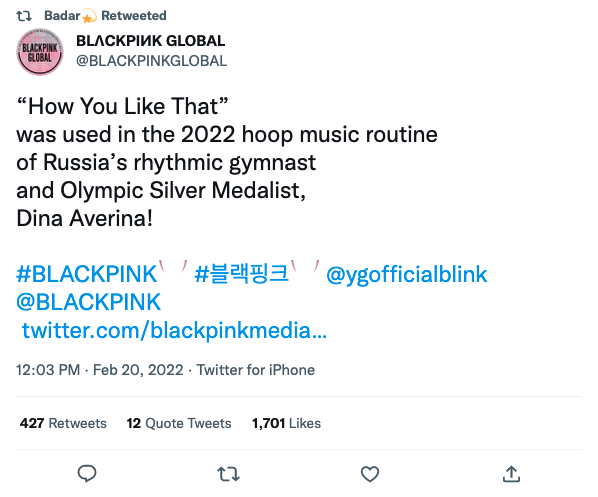 Badar💫 Retweeted
BLACKPINK GLOBAL
BLɅCKPIИK GLOBAL
@BLACKPINKGLOBAL
“How You Like That”
was used in the 2022 hoop music routine
of Russia’s rhythmic gymnast
and Olympic Silver Medalist,
Dina Averina!
#BLACKPINK #블랙핑크 @ygofficialblink
@BLACKPINK
twitter.com/blackpinkmedia…
12:03 PM · Feb 20, 2022 · Twitter for iPhone
427 Retweets 12 Quote Tweets 1,701 Likes